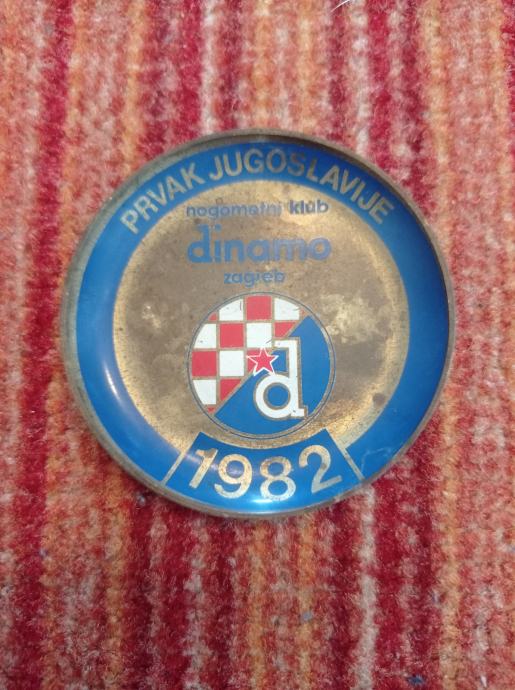 PRVAK JUGOSLAVIJE
nogometni klub
dinamo
zagreb
d
1982